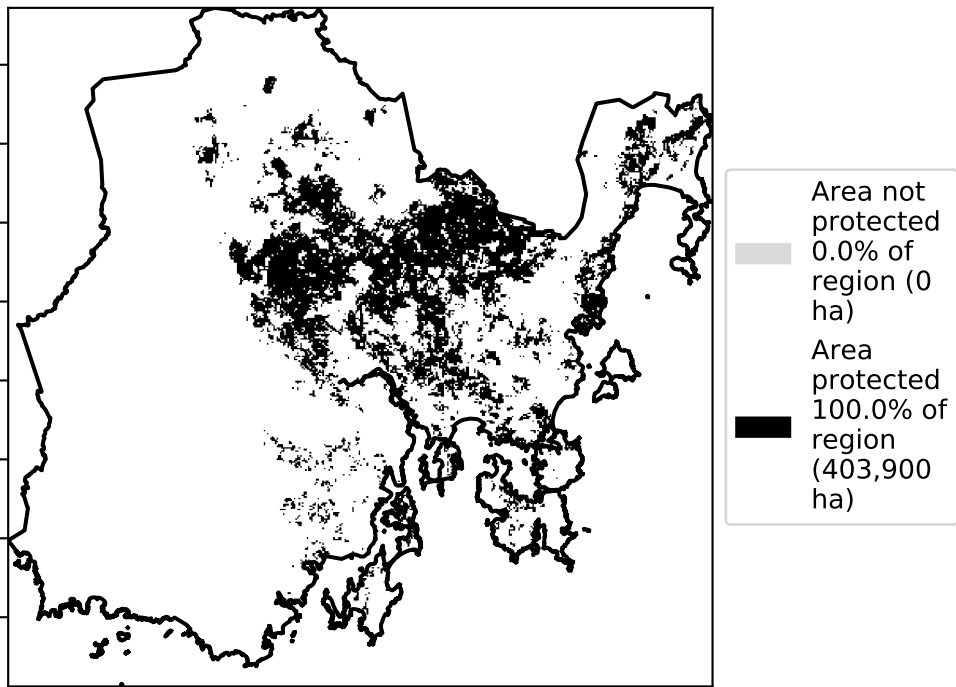 Area not
protected
0.0% of
region (0
ha)
Area
protected
100.0% of
region
(403,900
ha)